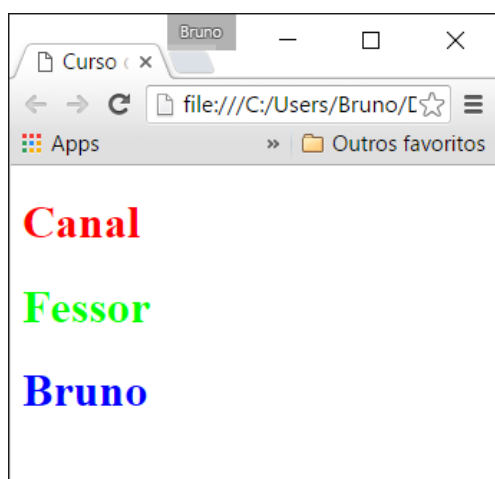 Bruno
Curso
file:///C:/Users/Bruno/D
Apps
» Outros favoritos
Canal
Fessor
Bruno